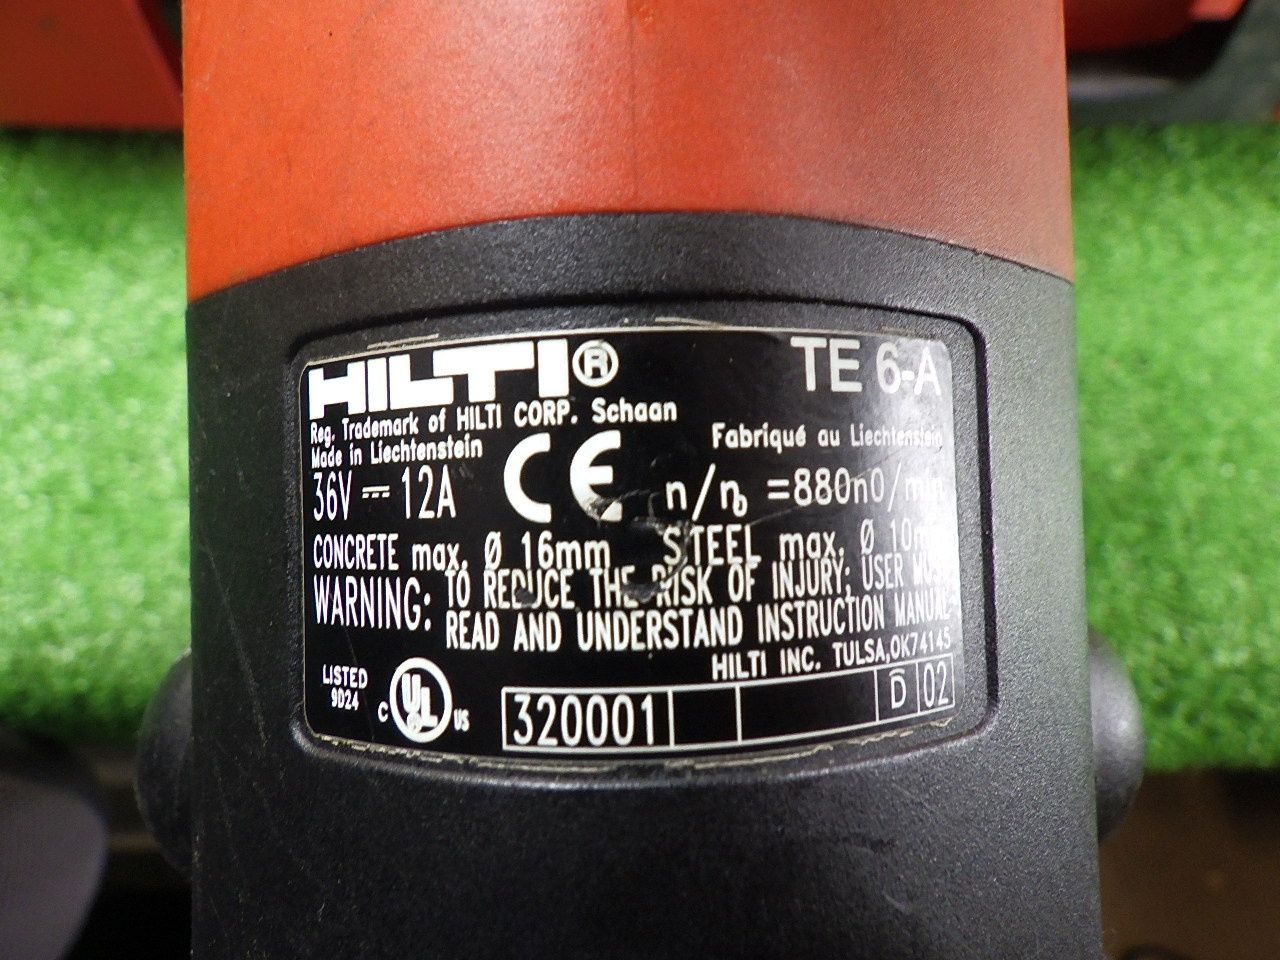 HILTI® TE 6-A
Reg. Trademark of HILTI CORP. Schaan
Made in Liechtenstein Fabriqué au Liechtenstein
36V ⎓ 12A CE n/n₀ =880n0/min
CONCRETE max. Ø 16mm STEEL max. Ø 10mm
WARNING: TO REDUCE THE RISK OF INJURY; USER MUST
READ AND UNDERSTAND INSTRUCTION MANUAL
HILTI INC. TULSA,OK74145
LISTED
9D24
C UL US
320001 D 02